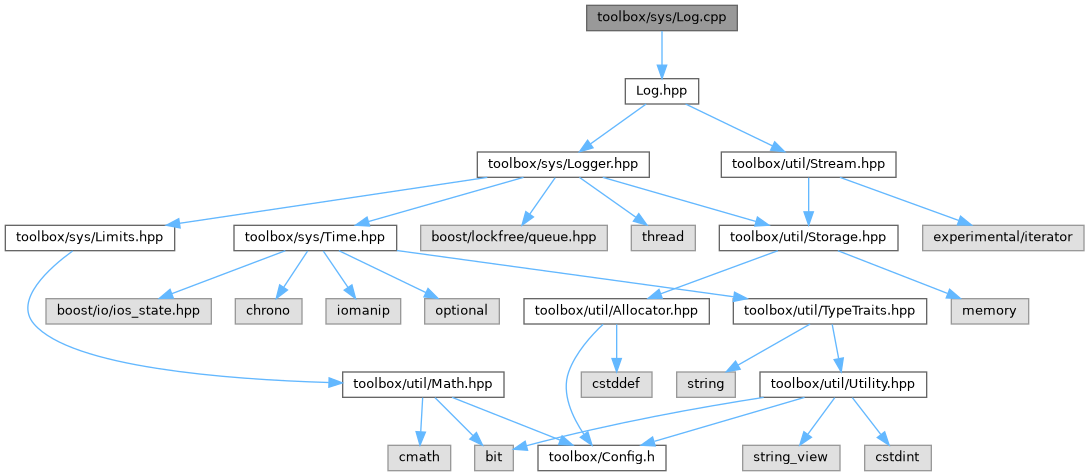 toolbox/sys/Log.cpp
Log.hpp
toolbox/sys/Logger.hpp
toolbox/util/Stream.hpp
toolbox/sys/Limits.hpp
toolbox/sys/Time.hpp
boost/lockfree/queue.hpp
thread
toolbox/util/Storage.hpp
experimental/iterator
boost/io/ios_state.hpp
chrono
iomanip
optional
toolbox/util/Allocator.hpp
toolbox/util/TypeTraits.hpp
memory
toolbox/util/Math.hpp
cstddef
string
toolbox/util/Utility.hpp
cmath
bit
toolbox/Config.h
string_view
cstdint